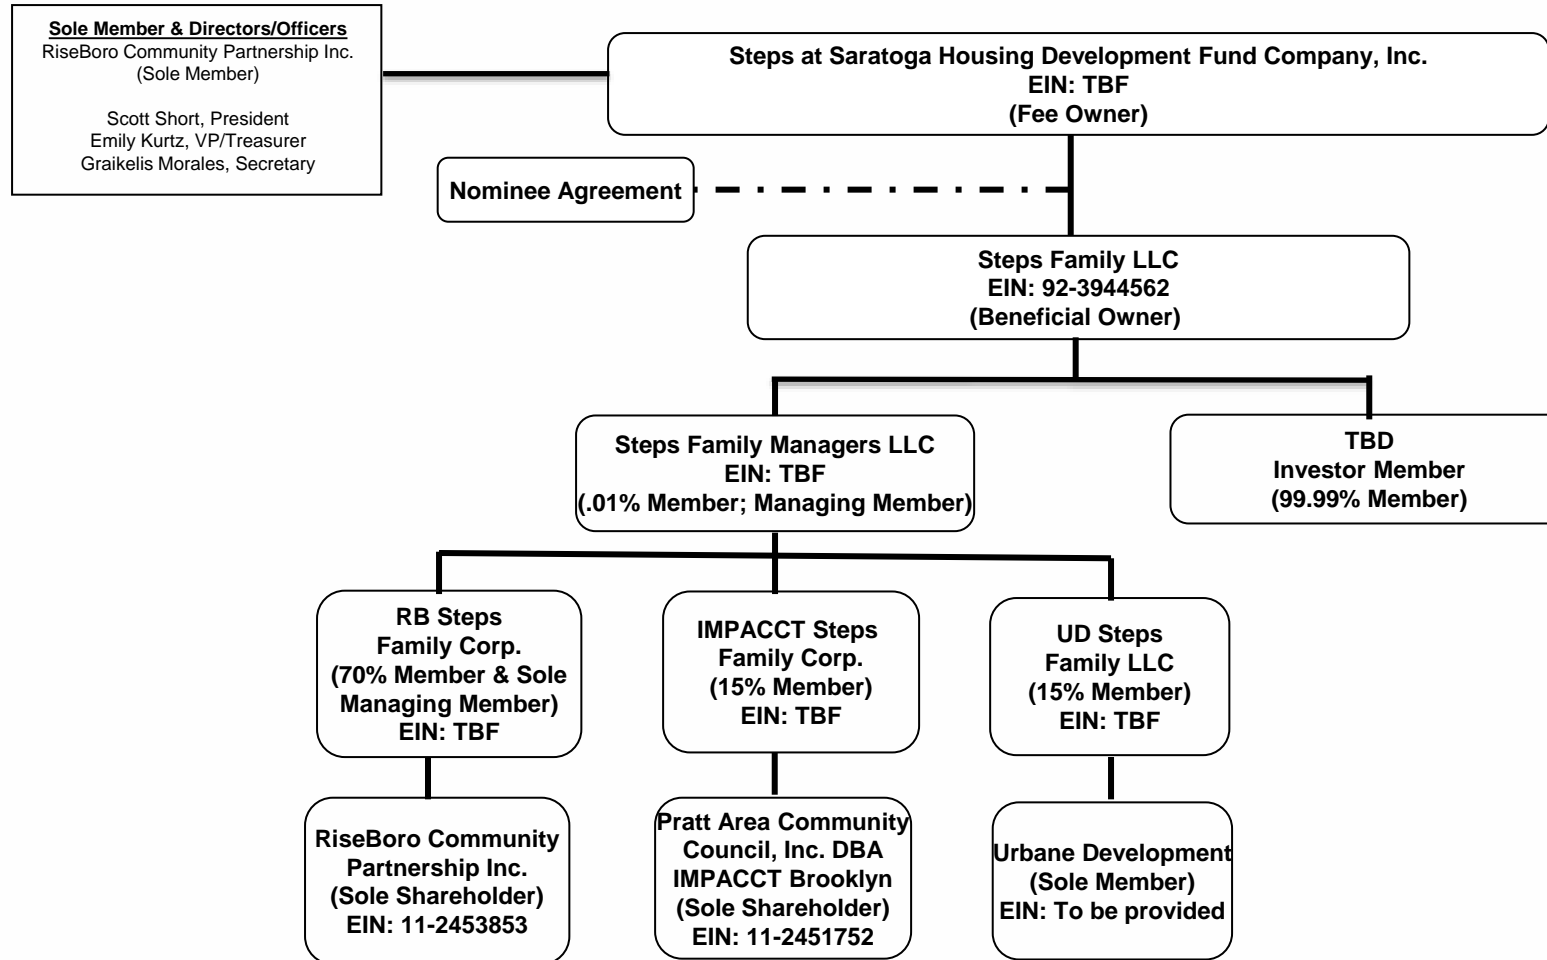 Sole Member & Directors/Officers
RiseBoro Community Partnership Inc.
(Sole Member)
Scott Short, President
Emily Kurtz, VP/Treasurer
Graikelis Morales, Secretary
Steps at Saratoga Housing Development Fund Company, Inc.
EIN: TBF
(Fee Owner)
Nominee Agreement
Steps Family LLC
EIN: 92-3944562
(Beneficial Owner)
Steps Family Managers LLC
EIN: TBF
(.01% Member; Managing Member)
TBD
Investor Member
(99.99% Member)
RB Steps
Family Corp.
(70% Member & Sole
Managing Member)
EIN: TBF
IMPACCT Steps
Family Corp.
(15% Member)
EIN: TBF
UD Steps
Family LLC
(15% Member)
EIN: TBF
RiseBoro Community
Partnership Inc.
(Sole Shareholder)
EIN: 11-2453853
Pratt Area Community
Council, Inc. DBA
IMPACCT Brooklyn
(Sole Shareholder)
EIN: 11-2451752
Urbane Development
(Sole Member)
EIN: To be provided